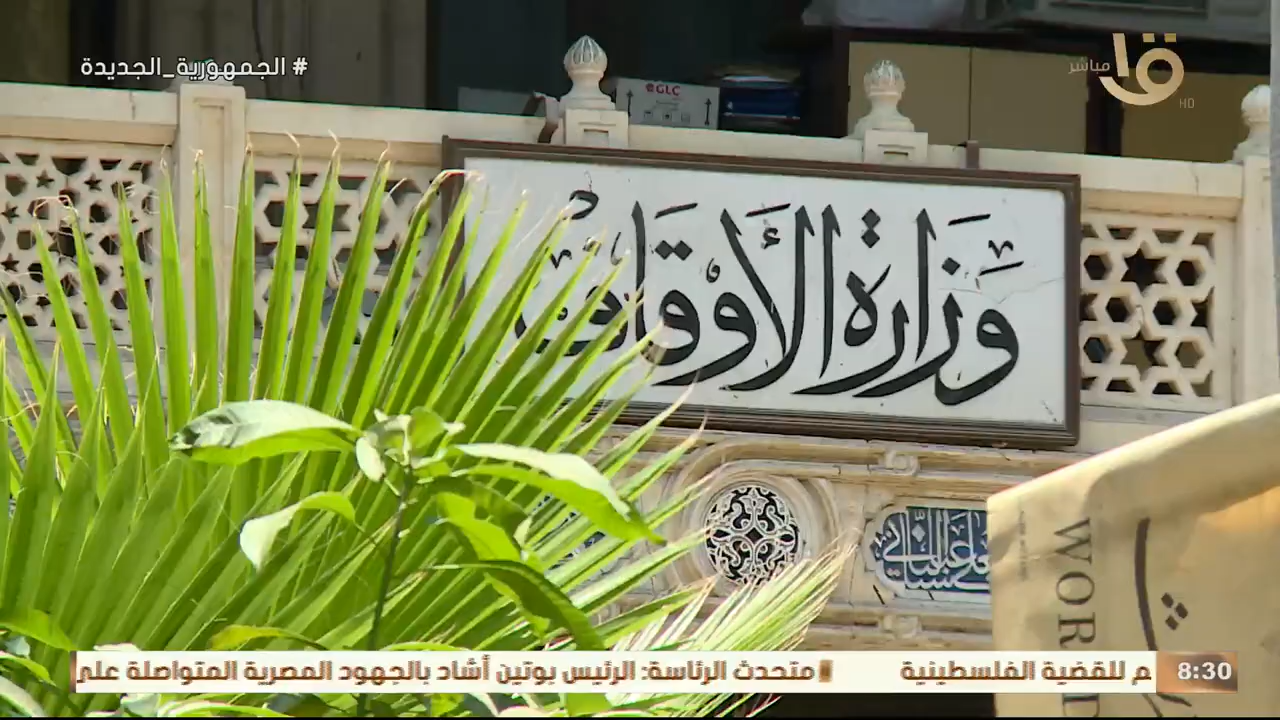 #الجمهورية_الجديدة
مباشر
HD
GLC
وزارة الأوقاف
WOR
م للقضية الفلسطينية
متحدث الرئاسة: الرئيس بوتين أشاد بالجهود المصرية المتواصلة على
8:30